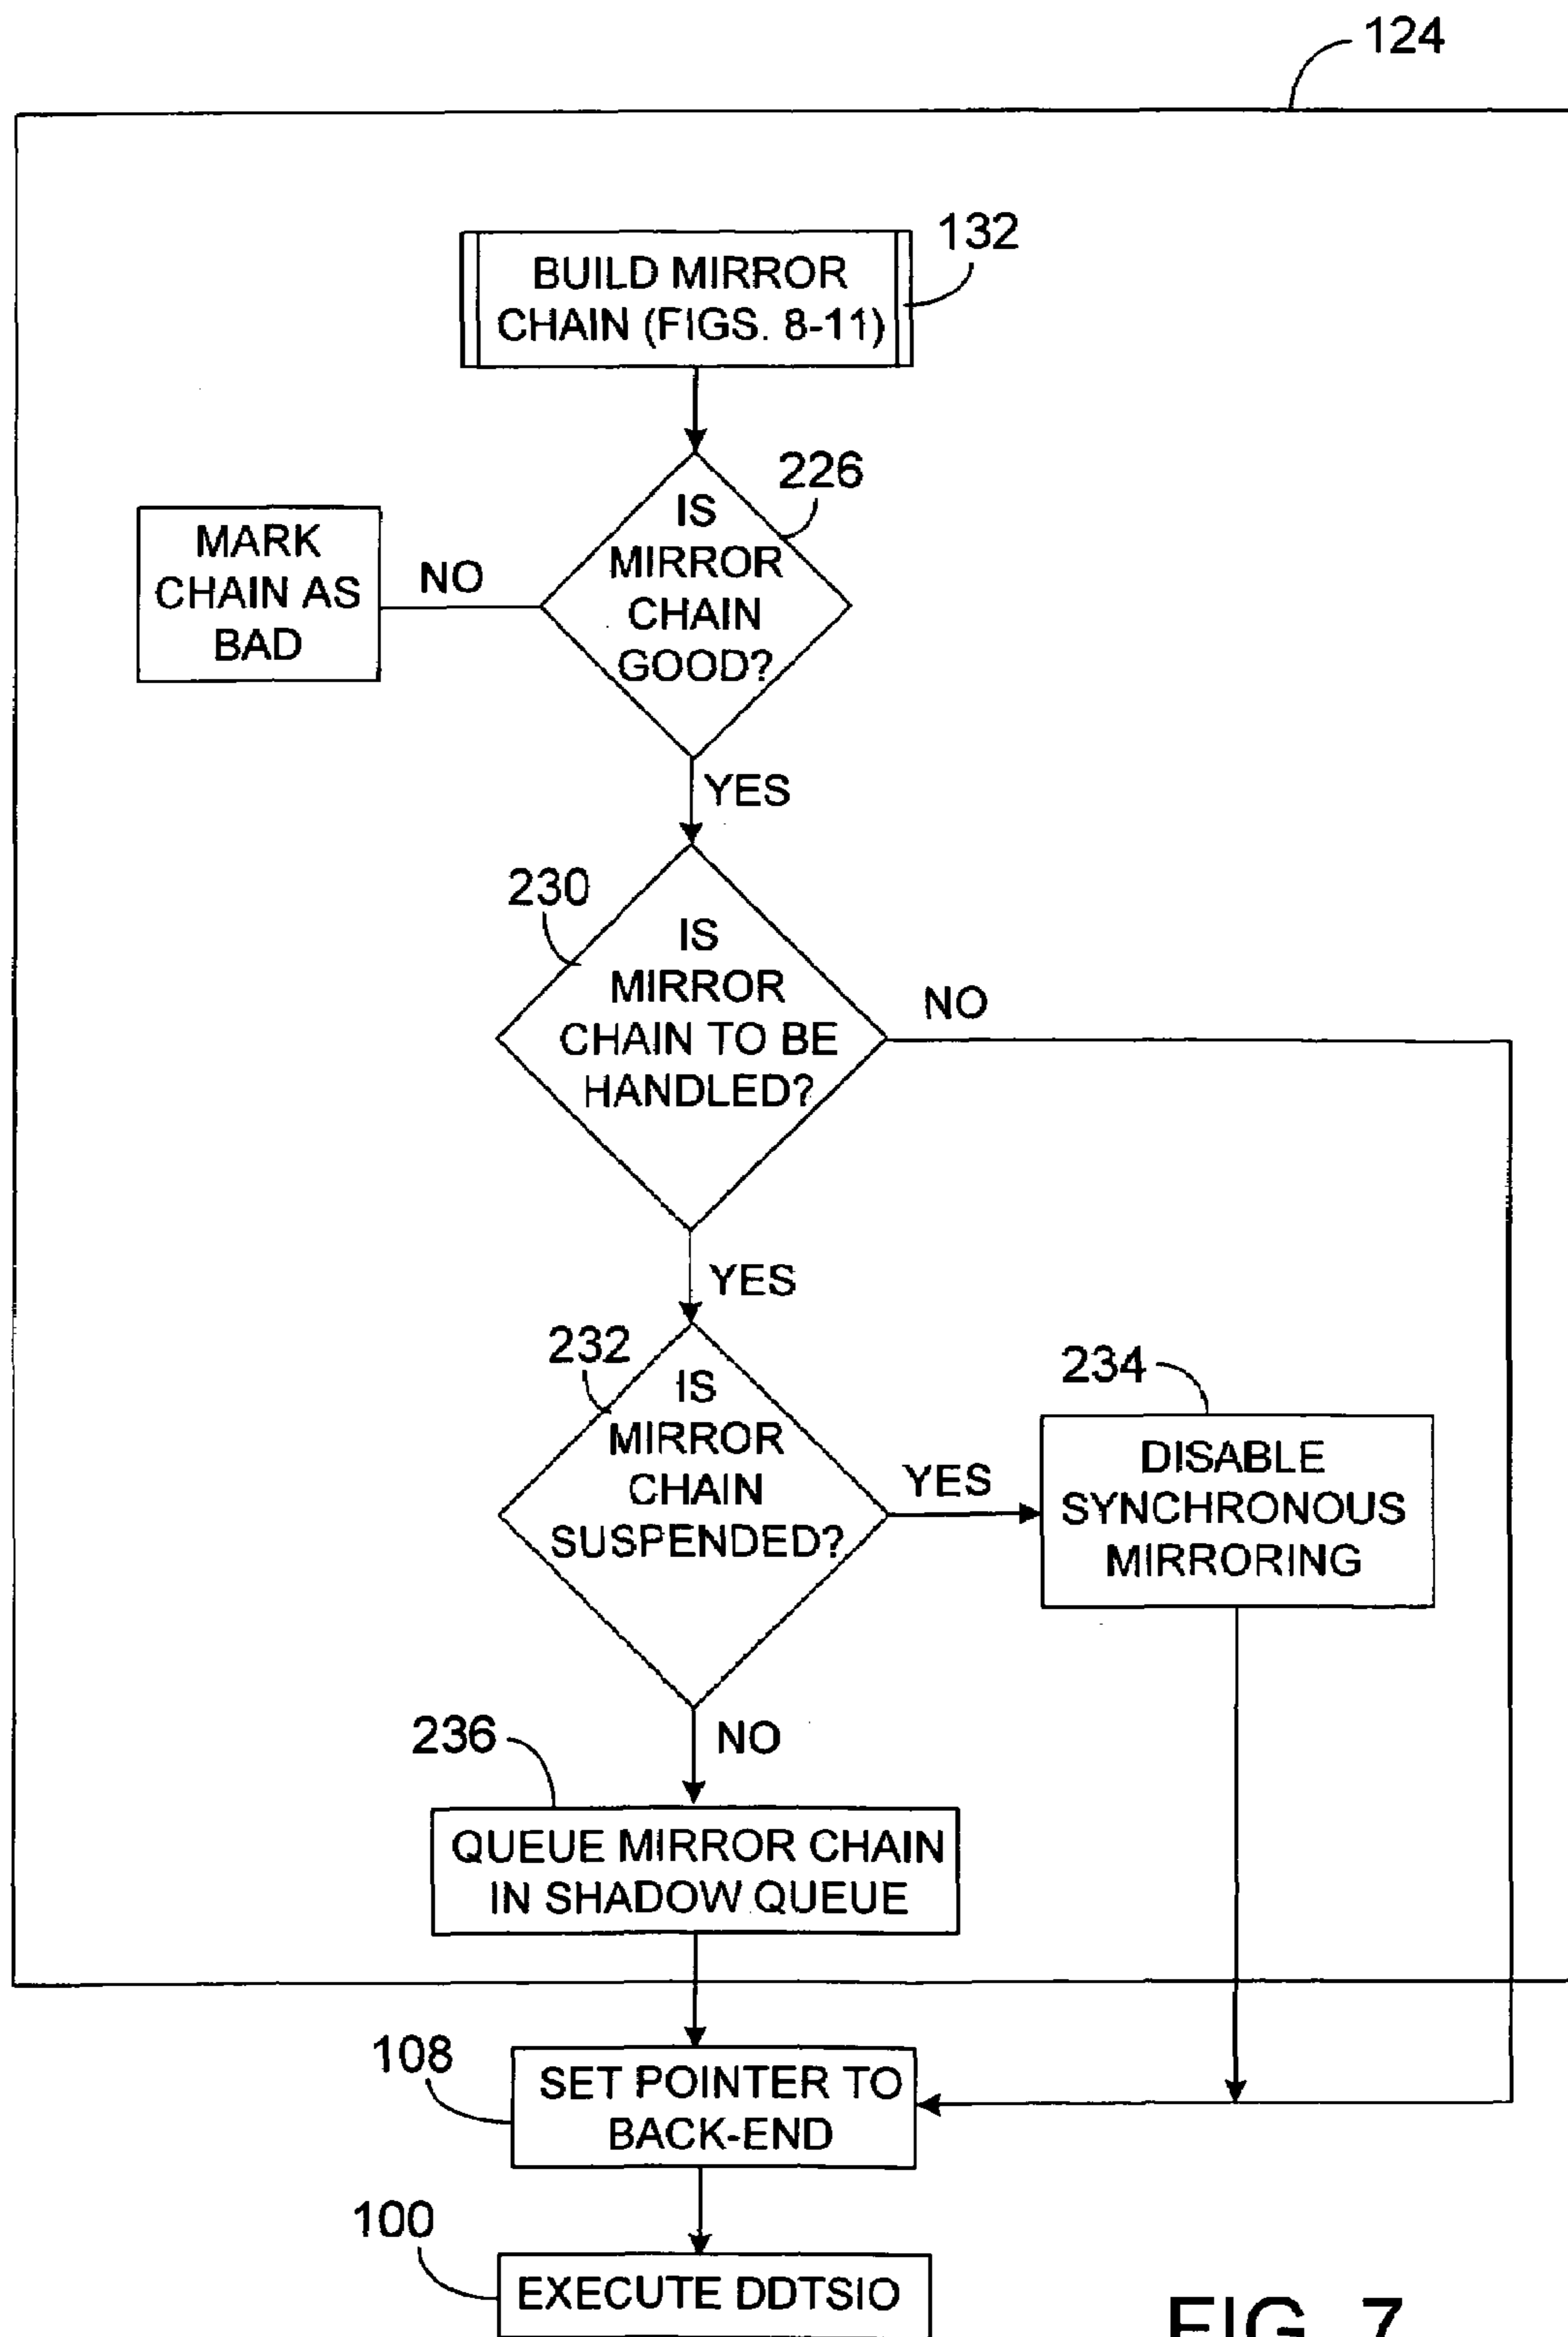 124
132
BUILD MIRROR
CHAIN (FIGS. 8-11)
226
IS
MIRROR
CHAIN
GOOD?
NO
MARK
CHAIN AS
BAD
YES
230
IS
MIRROR
CHAIN TO BE
HANDLED?
NO
YES
232
IS
MIRROR
CHAIN
SUSPENDED?
YES
234
DISABLE
SYNCHRONOUS
MIRRORING
NO
236
QUEUE MIRROR CHAIN
IN SHADOW QUEUE
108
SET POINTER TO
BACK-END
100
EXECUTE DDTSIO
FIG. 7